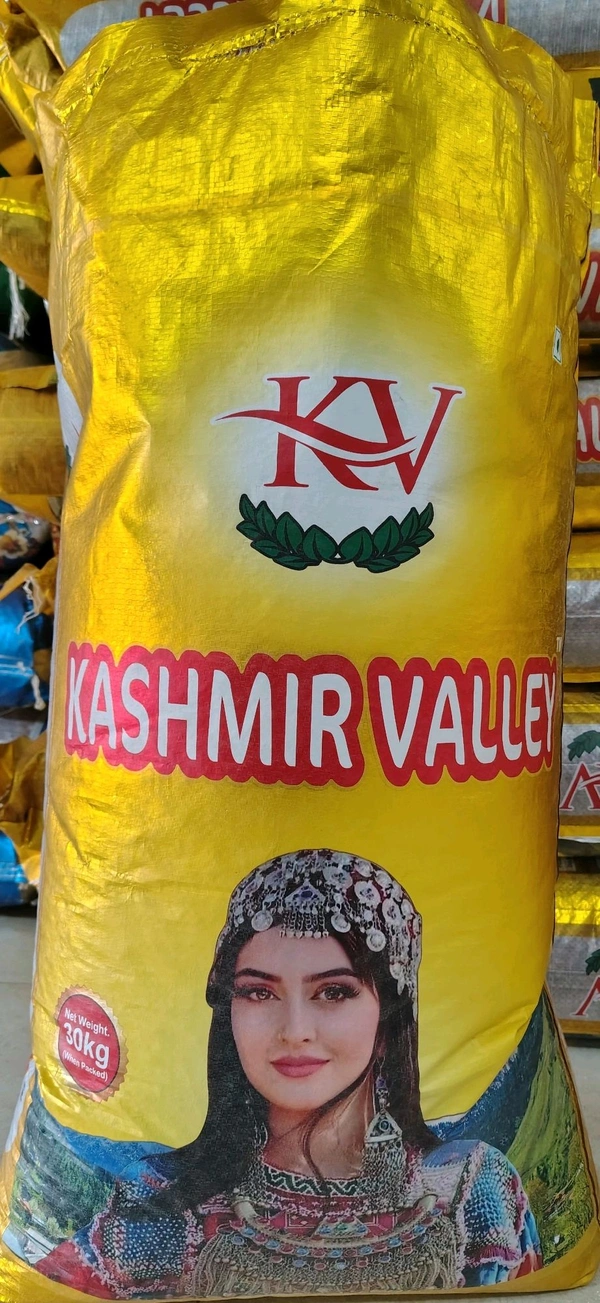 KV
KASHMIR VALLEY
Net Weight.
30kg
(When Packed)